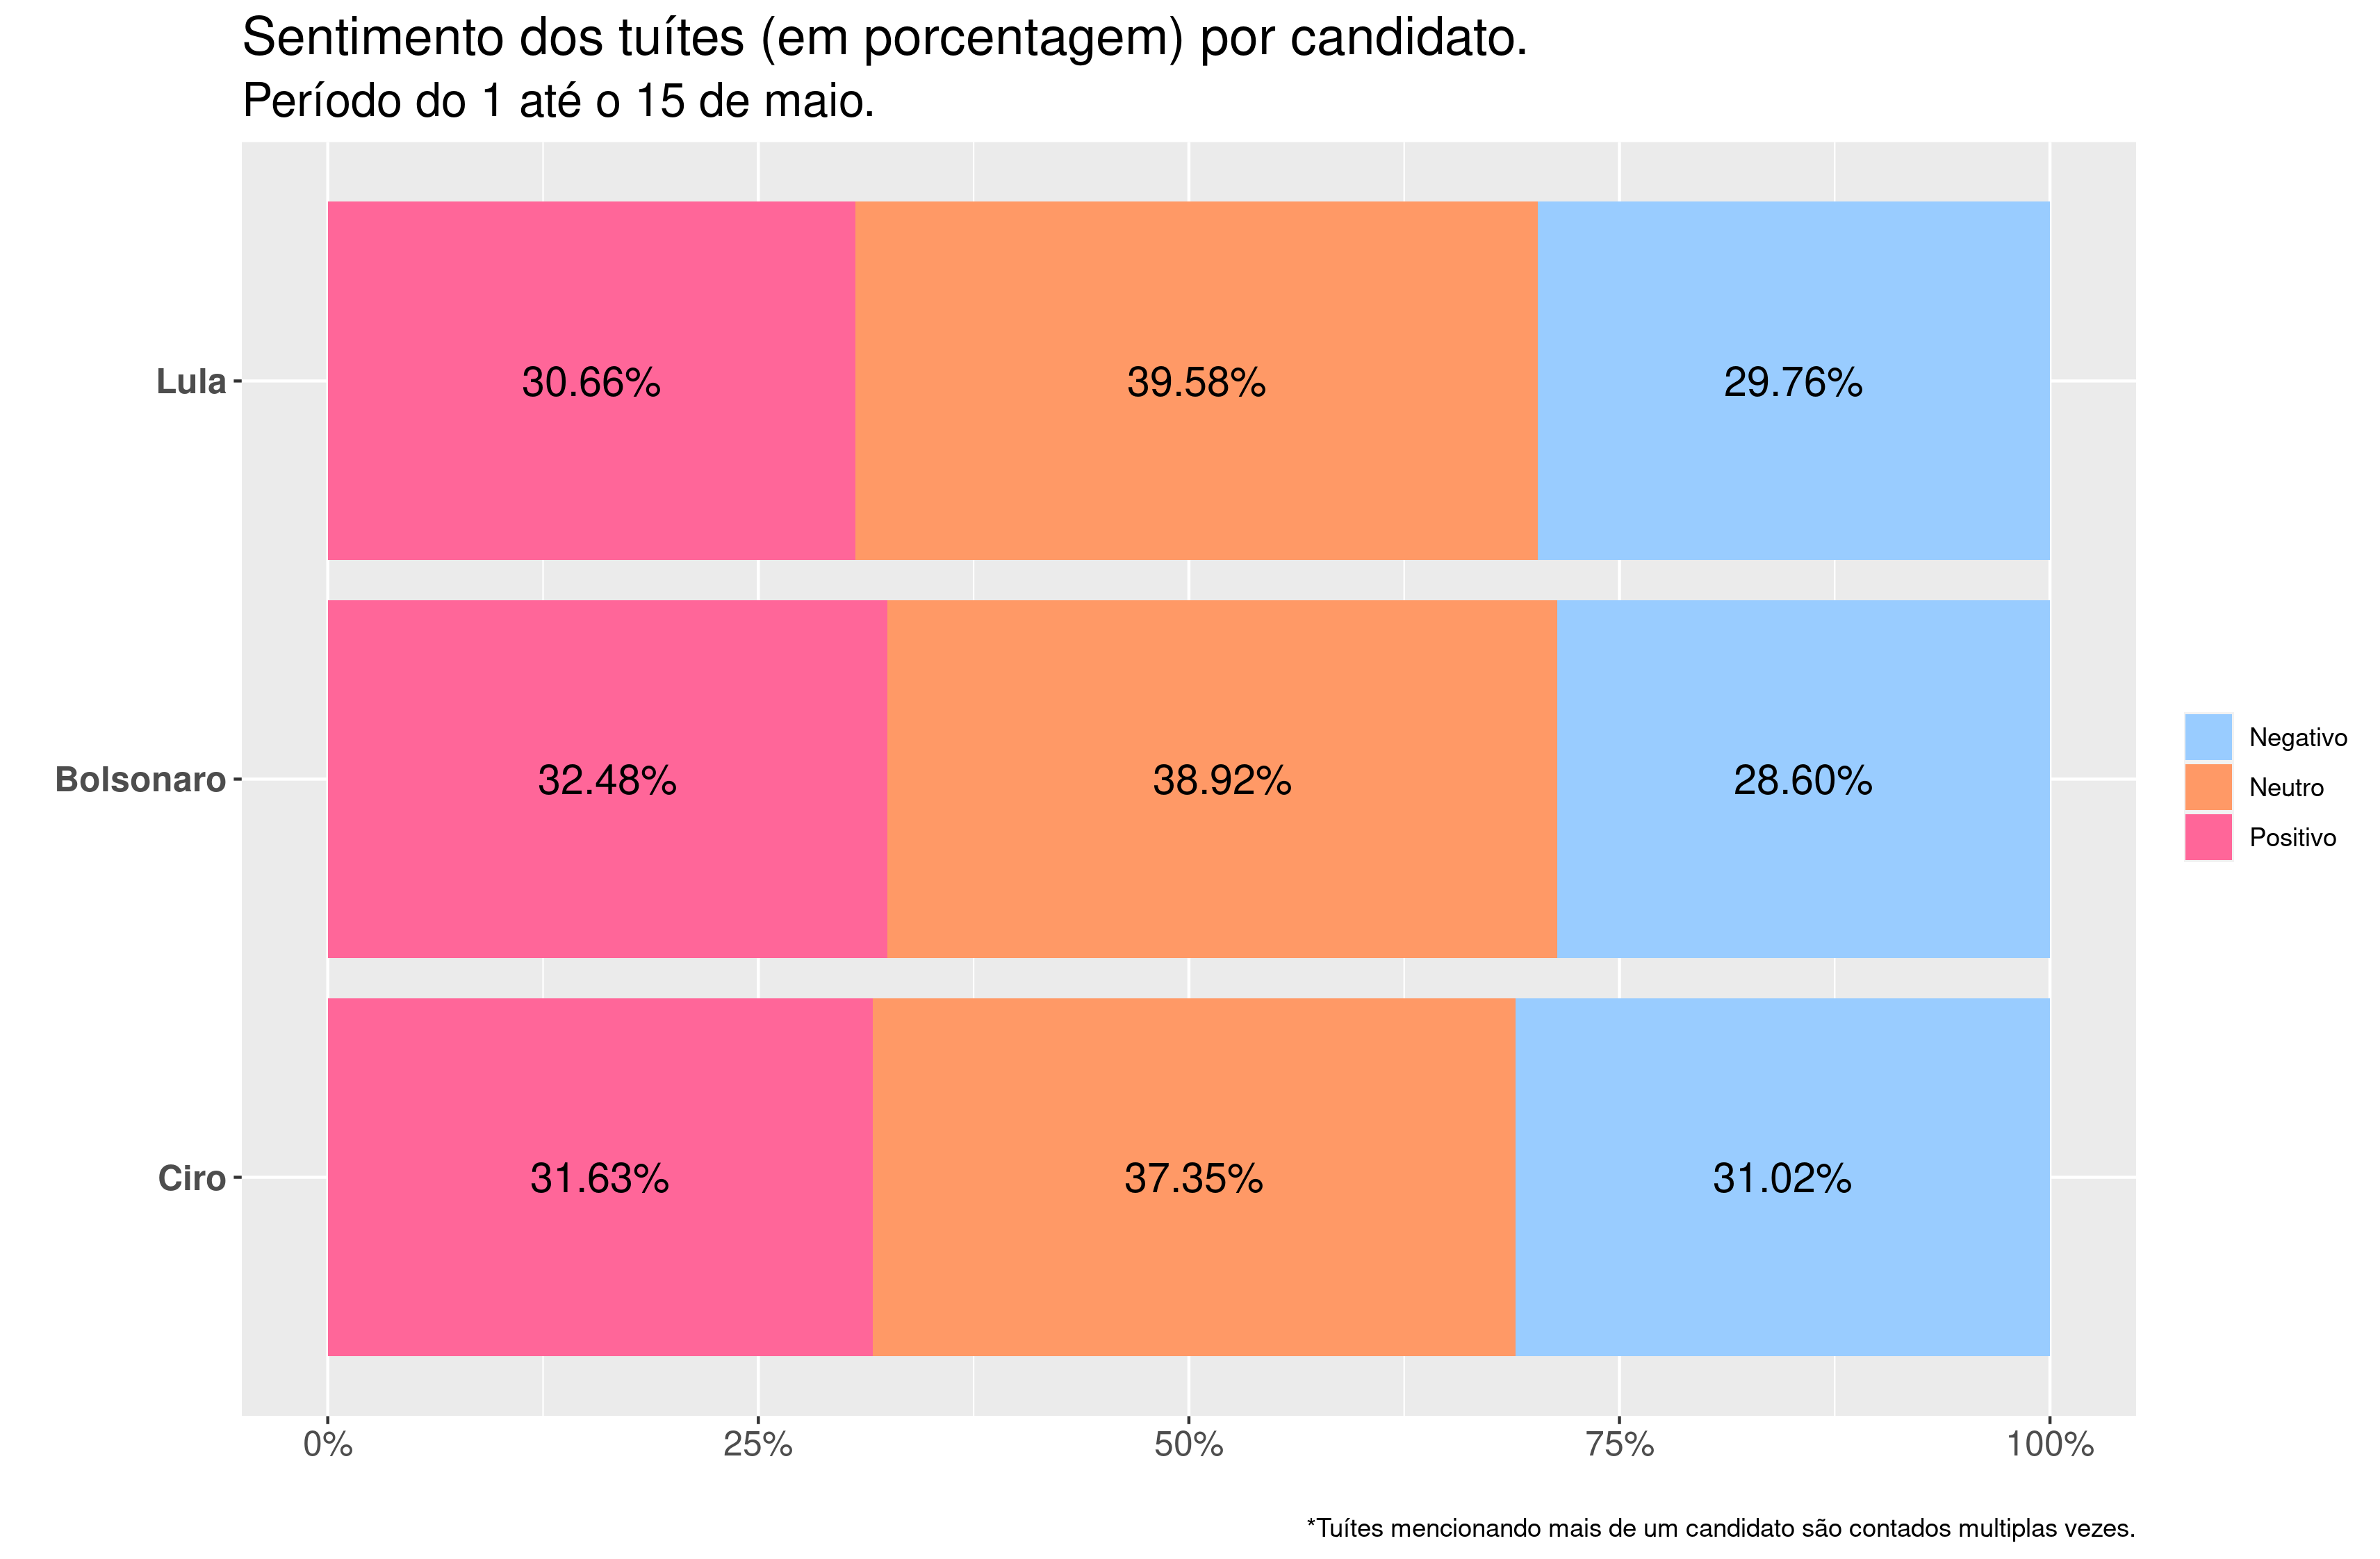 Sentimento dos tuítes (em porcentagem) por candidato.
Período do 1 até o 15 de maio.
Lula
30.66%
39.58%
29.76%
Bolsonaro
32.48%
38.92%
28.60%
Ciro
31.63%
37.35%
31.02%
Negativo
Neutro
Positivo
0%
25%
50%
75%
100%
*Tuítes mencionando mais de um candidato são contados multiplas vezes.